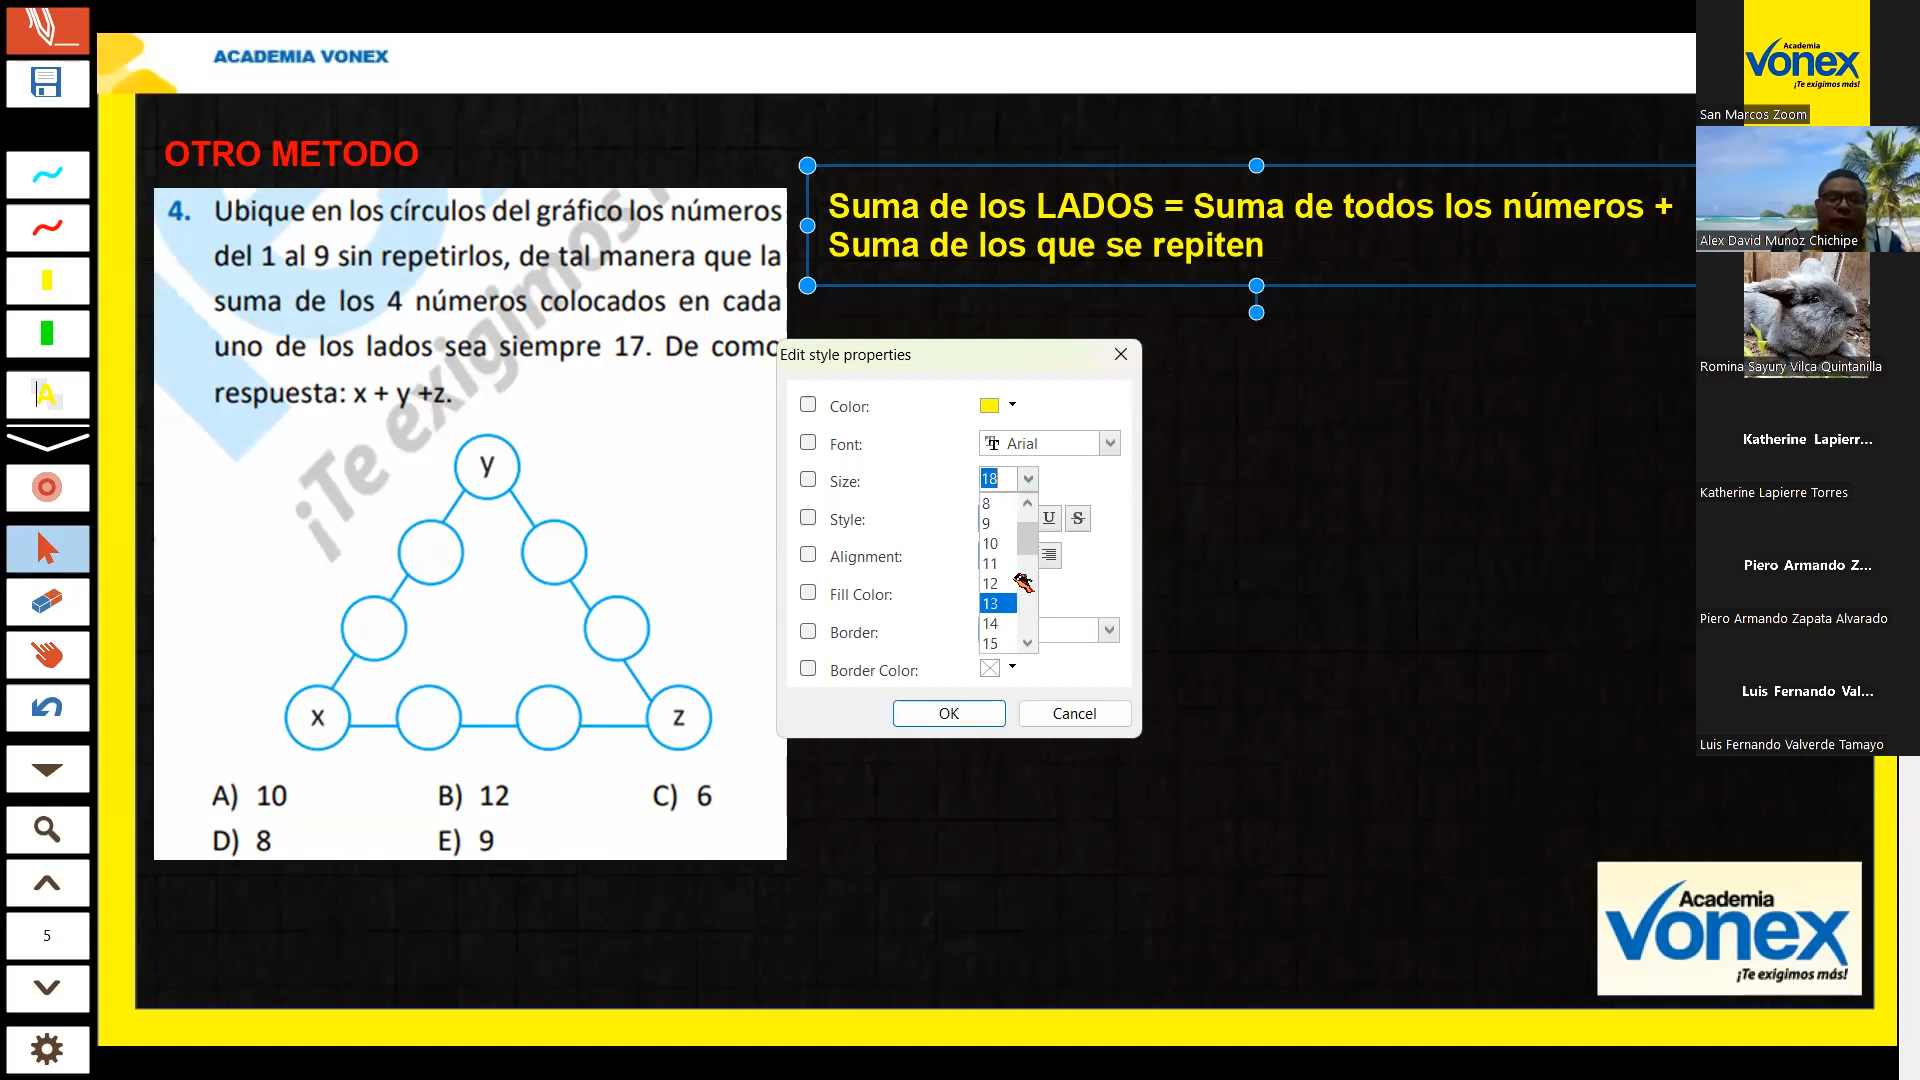 ACADEMIA VONEX
OTRO METODO
Suma de los LADOS = Suma de todos los números +
Suma de los que se repiten
4. Ubique en los círculos del gráfico los números
del 1 al 9 sin repetirlos, de tal manera que la
suma de los 4 números colocados en cada
uno de los lados sea siempre 17. De como
respuesta: x + y +z.
¡Te exigimos
y
x
z
A) 10
B) 12
C) 6
D) 8
E) 9
Edit style properties
Color:
Font:
Arial
Size:
18
8
9
10
11
12
13
14
15
Style:
U
S
Alignment:
Fill Color:
Border:
Border Color:
OK
Cancel
A
5
Academia
vonex
¡Te exigimos más!
San Marcos Zoom
Alex David Munoz Chichipe
Romina Sayury Vilca Quintanilla
Katherine Lapierr...
Katherine Lapierre Torres
Piero Armando Z...
Piero Armando Zapata Alvarado
Luis Fernando Val...
Luis Fernando Valverde Tamayo
Academia
vonex
¡Te exigimos más!